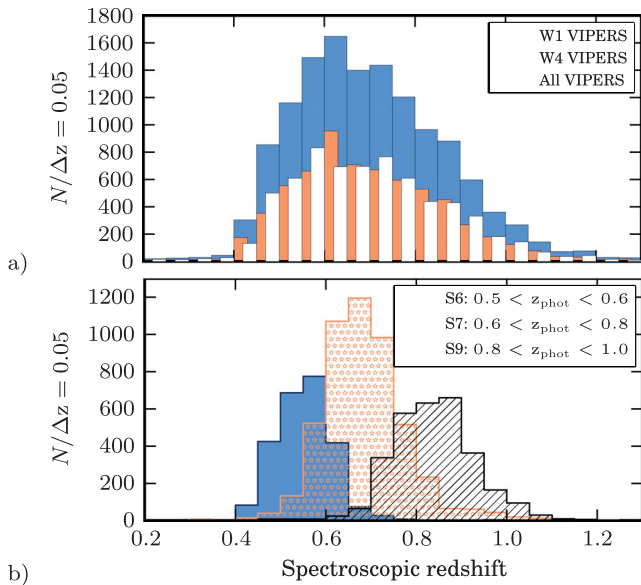 1800
1600
1400
1200
1000
800
600
400
200
0
N/Δz = 0.05
W1 VIPERS
W4 VIPERS
All VIPERS
a)
1200
1000
800
600
400
200
0
N/Δz = 0.05
S6: 0.5 < z_phot < 0.6
S7: 0.6 < z_phot < 0.8
S9: 0.8 < z_phot < 1.0
0.2 0.4 0.6 0.8 1.0 1.2
Spectroscopic redshift
b)